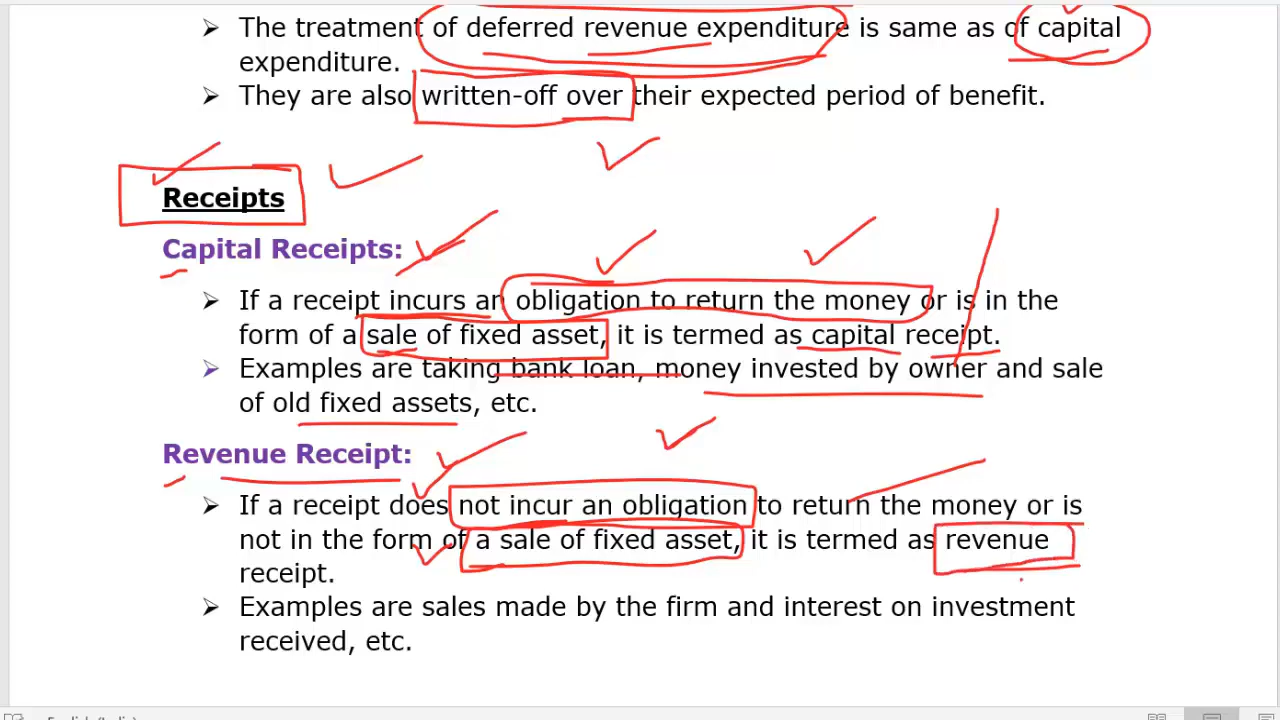 ➢ The treatment of deferred revenue expenditure is same as of capital
expenditure.
➢ They are also written-off over their expected period of benefit.
Receipts
Capital Receipts:
➢ If a receipt incurs an obligation to return the money or is in the
form of a sale of fixed asset, it is termed as capital receipt.
➢ Examples are taking bank loan, money invested by owner and sale
of old fixed assets, etc.
Revenue Receipt:
➢ If a receipt does not incur an obligation to return the money or is
not in the form of a sale of fixed asset, it is termed as revenue
receipt.
➢ Examples are sales made by the firm and interest on investment
received, etc.